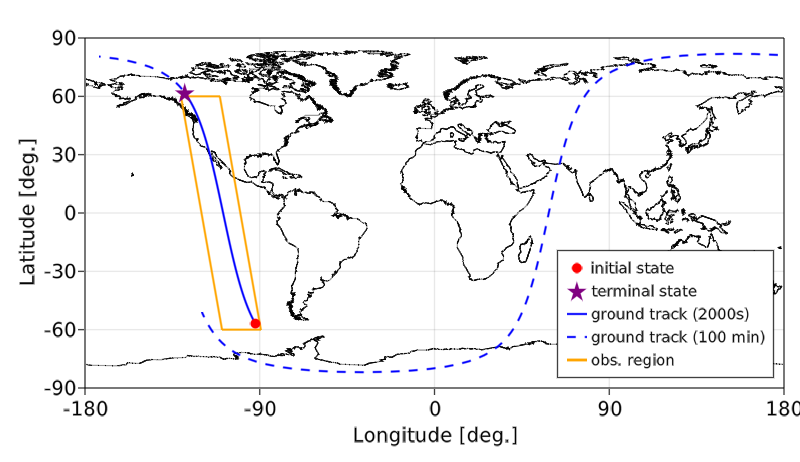 90
60
30
0
-30
-60
-90
-180
-90
0
90
180
Latitude [deg.]
Longitude [deg.]
initial state
terminal state
ground track (2000s)
ground track (100 min)
obs. region